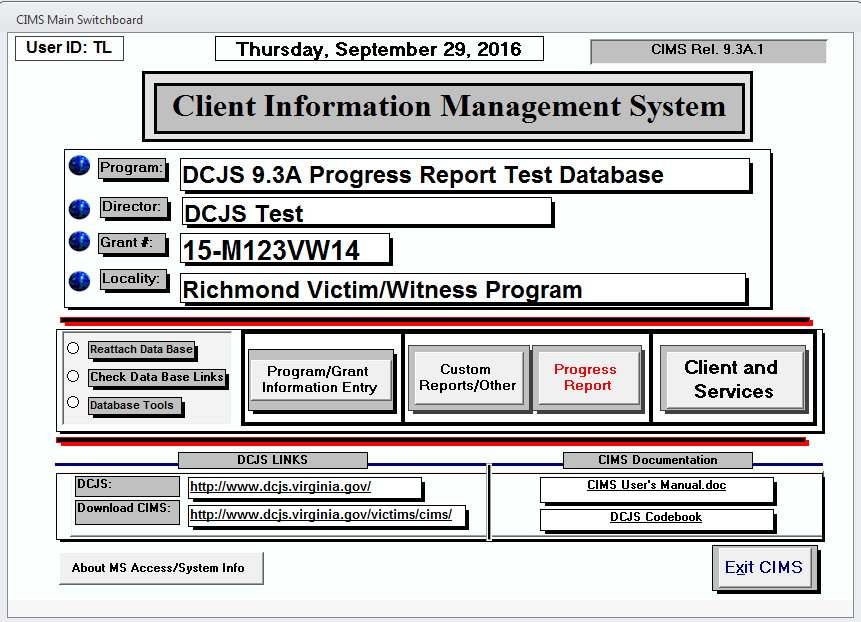 CIMS Main Switchboard
User ID: TL
Thursday, September 29, 2016
CIMS Rel. 9.3A.1
Client Information Management System
Program:
DCJS 9.3A Progress Report Test Database
Director:
DCJS Test
Grant #:
15-M123VW14
Locality:
Richmond Victim/Witness Program
Reattach Data Base
Check Data Base Links
Database Tools
Program/Grant
Information Entry
Custom
Reports/Other
Progress
Report
Client and
Services
DCJS LINKS
DCJS:
http://www.dcjs.virginia.gov/
Download CIMS:
http://www.dcjs.virginia.gov/victims/cims/
CIMS Documentation
CIMS User's Manual.doc
DCJS Codebook
About MS Access/System Info
Exit CIMS